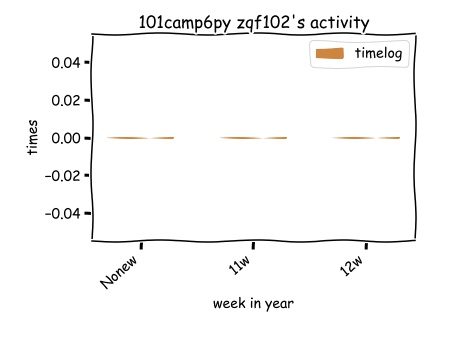 101camp6py zqf102's activity
timelog
0.04
0.02
0.00
−0.02
−0.04
times
Nonew
11w
12w
week in year